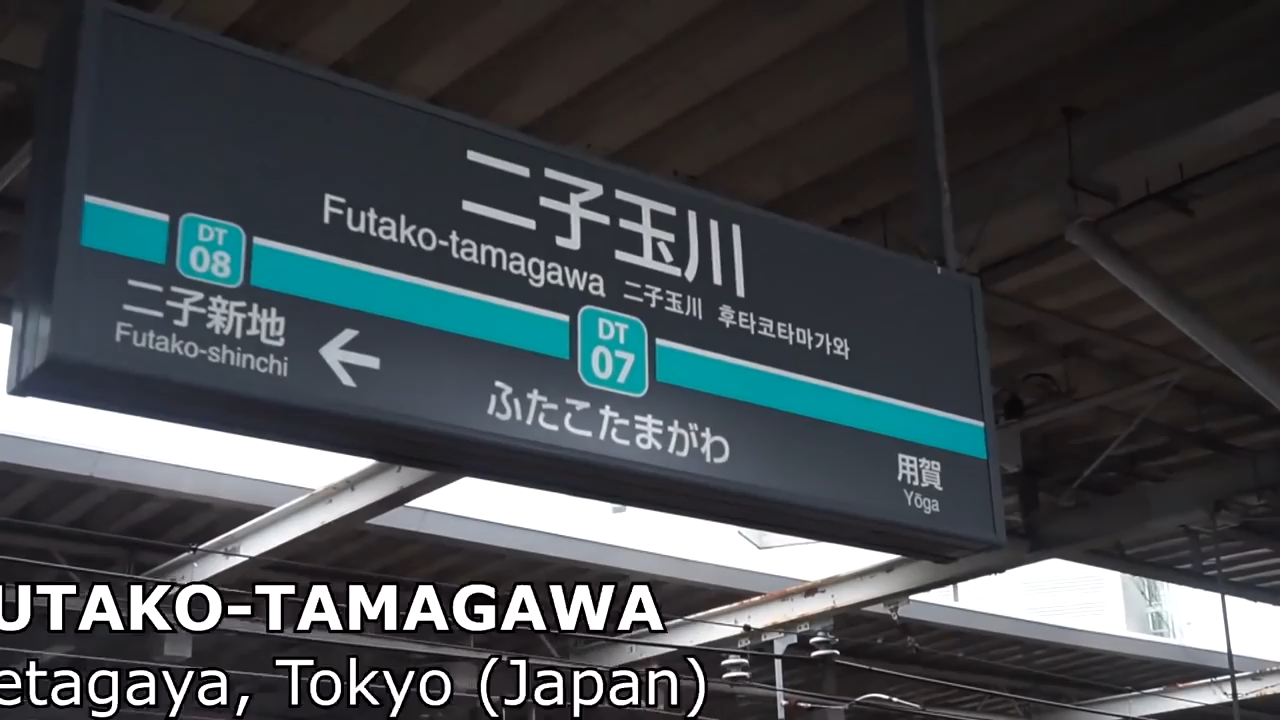 二子玉川
Futako-tamagawa 二子玉川 후타코타마가와
DT 08
DT 07
二子新地
Futako-shinchi
←
ふたこたまがわ
用賀
Yōga
UTAKO-TAMAGAWA
etagaya, Tokyo (Japan)